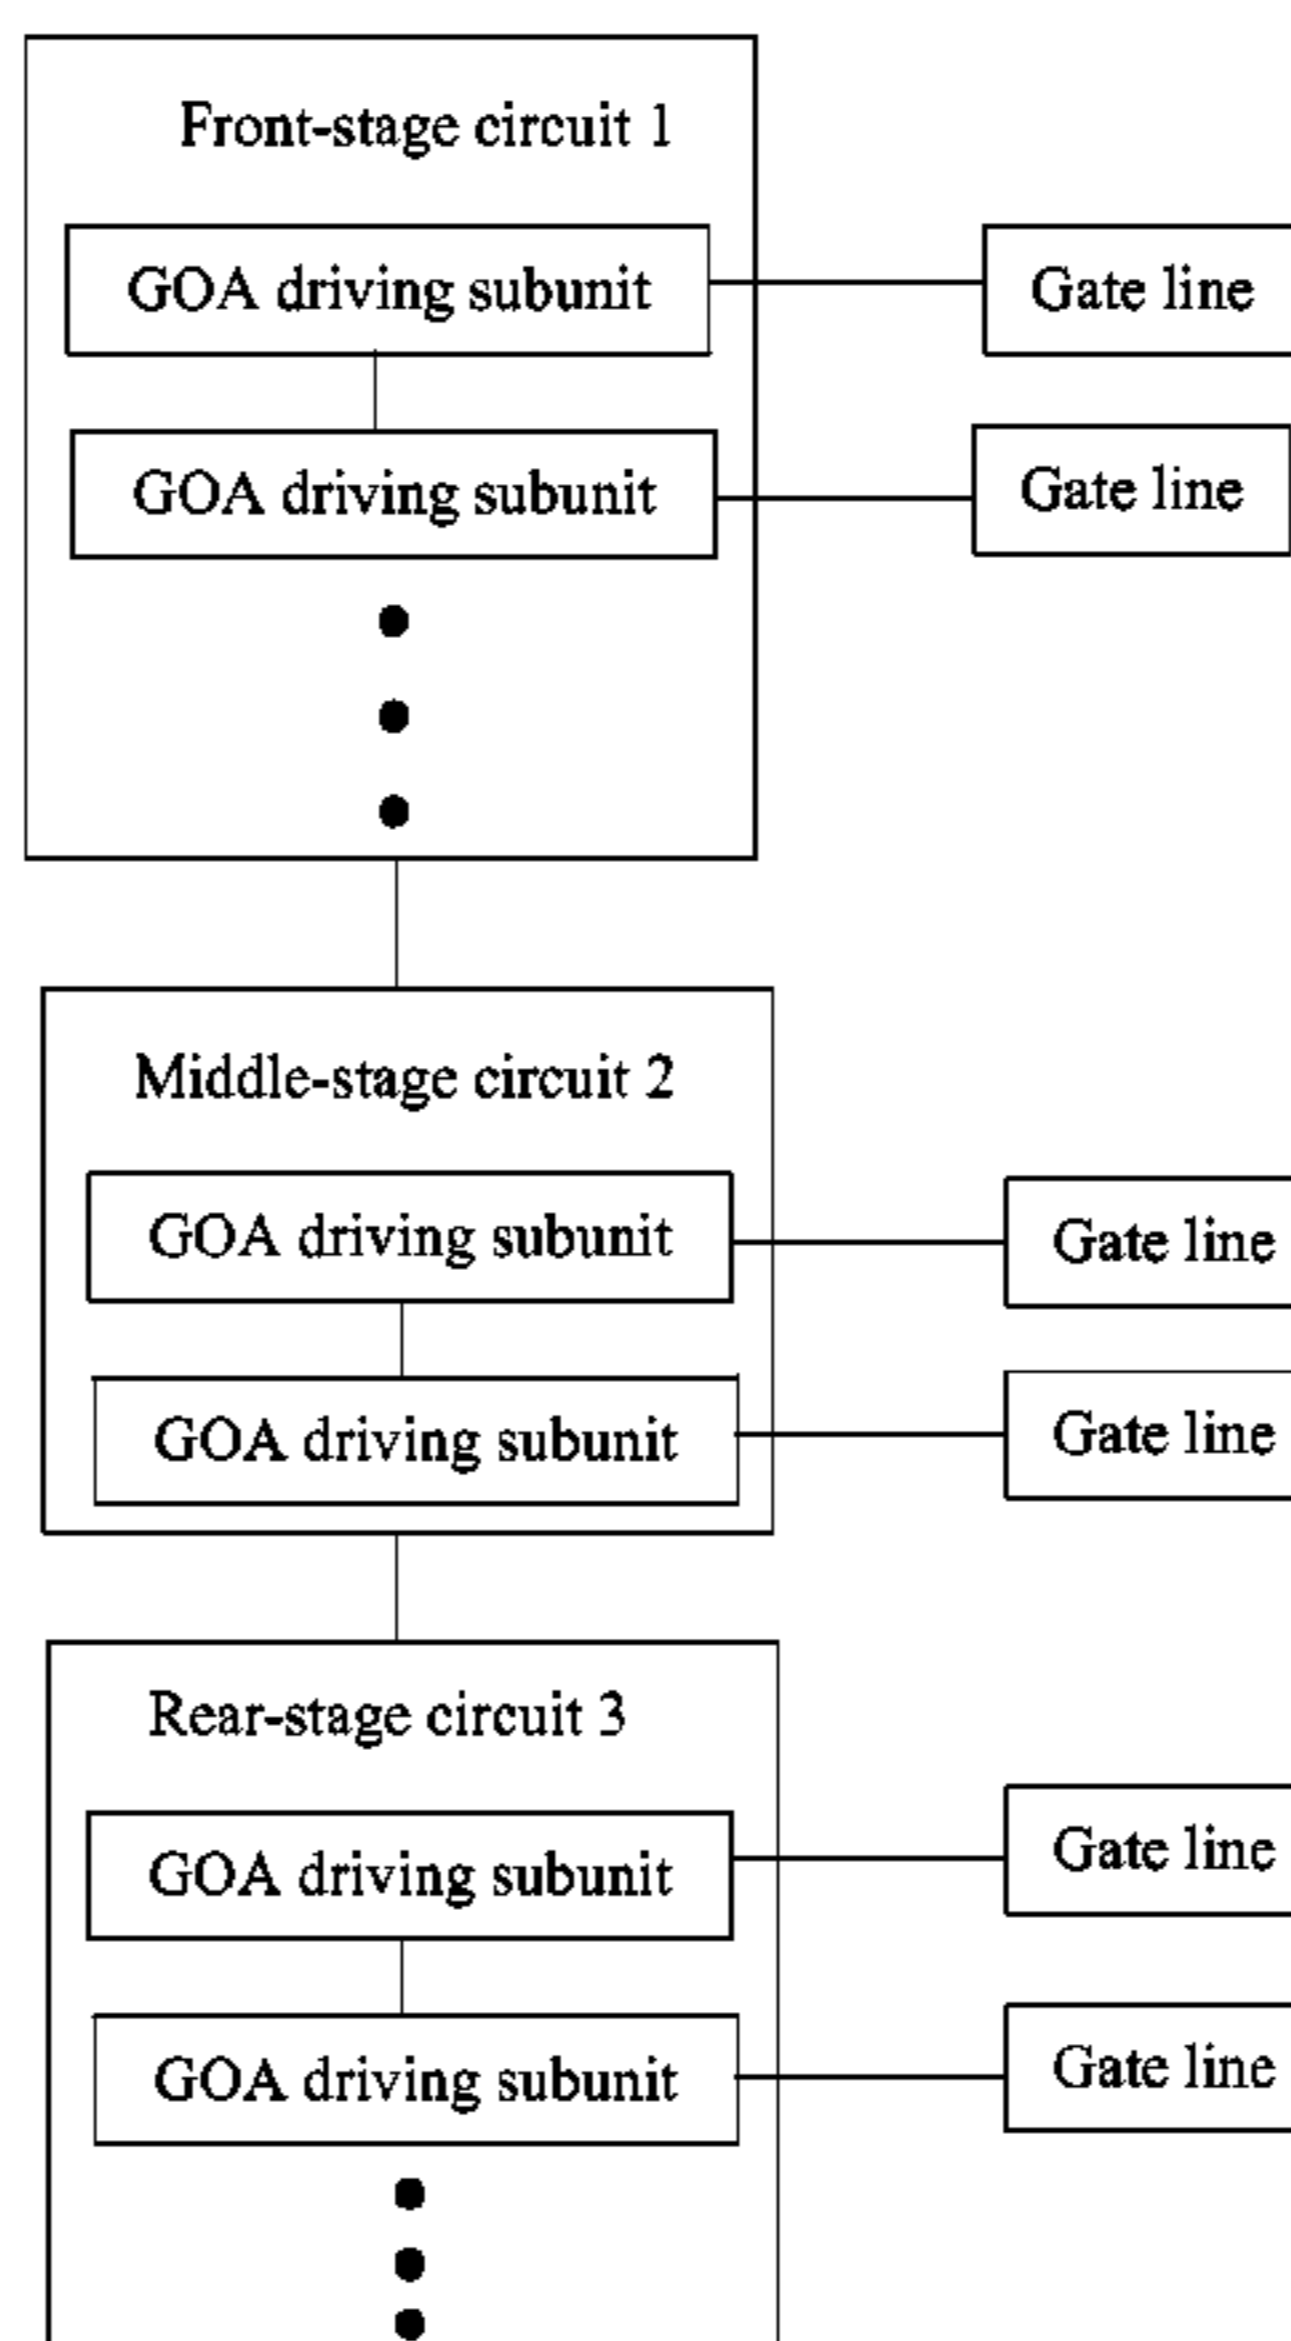 Front-stage circuit 1
GOA driving subunit
Gate line
GOA driving subunit
Gate line
Middle-stage circuit 2
GOA driving subunit
Gate line
GOA driving subunit
Gate line
Rear-stage circuit 3
GOA driving subunit
Gate line
GOA driving subunit
Gate line